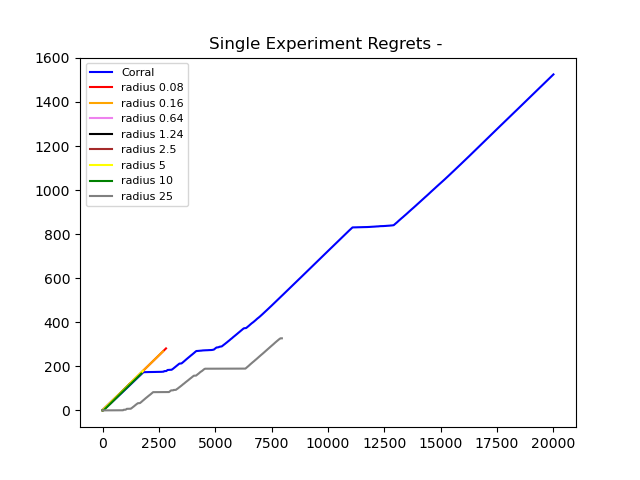 Single Experiment Regrets -
1600
1400
1200
1000
800
600
400
200
0
Corral
radius 0.08
radius 0.16
radius 0.64
radius 1.24
radius 2.5
radius 5
radius 10
radius 25
0 2500 5000 7500 10000 12500 15000 17500 20000